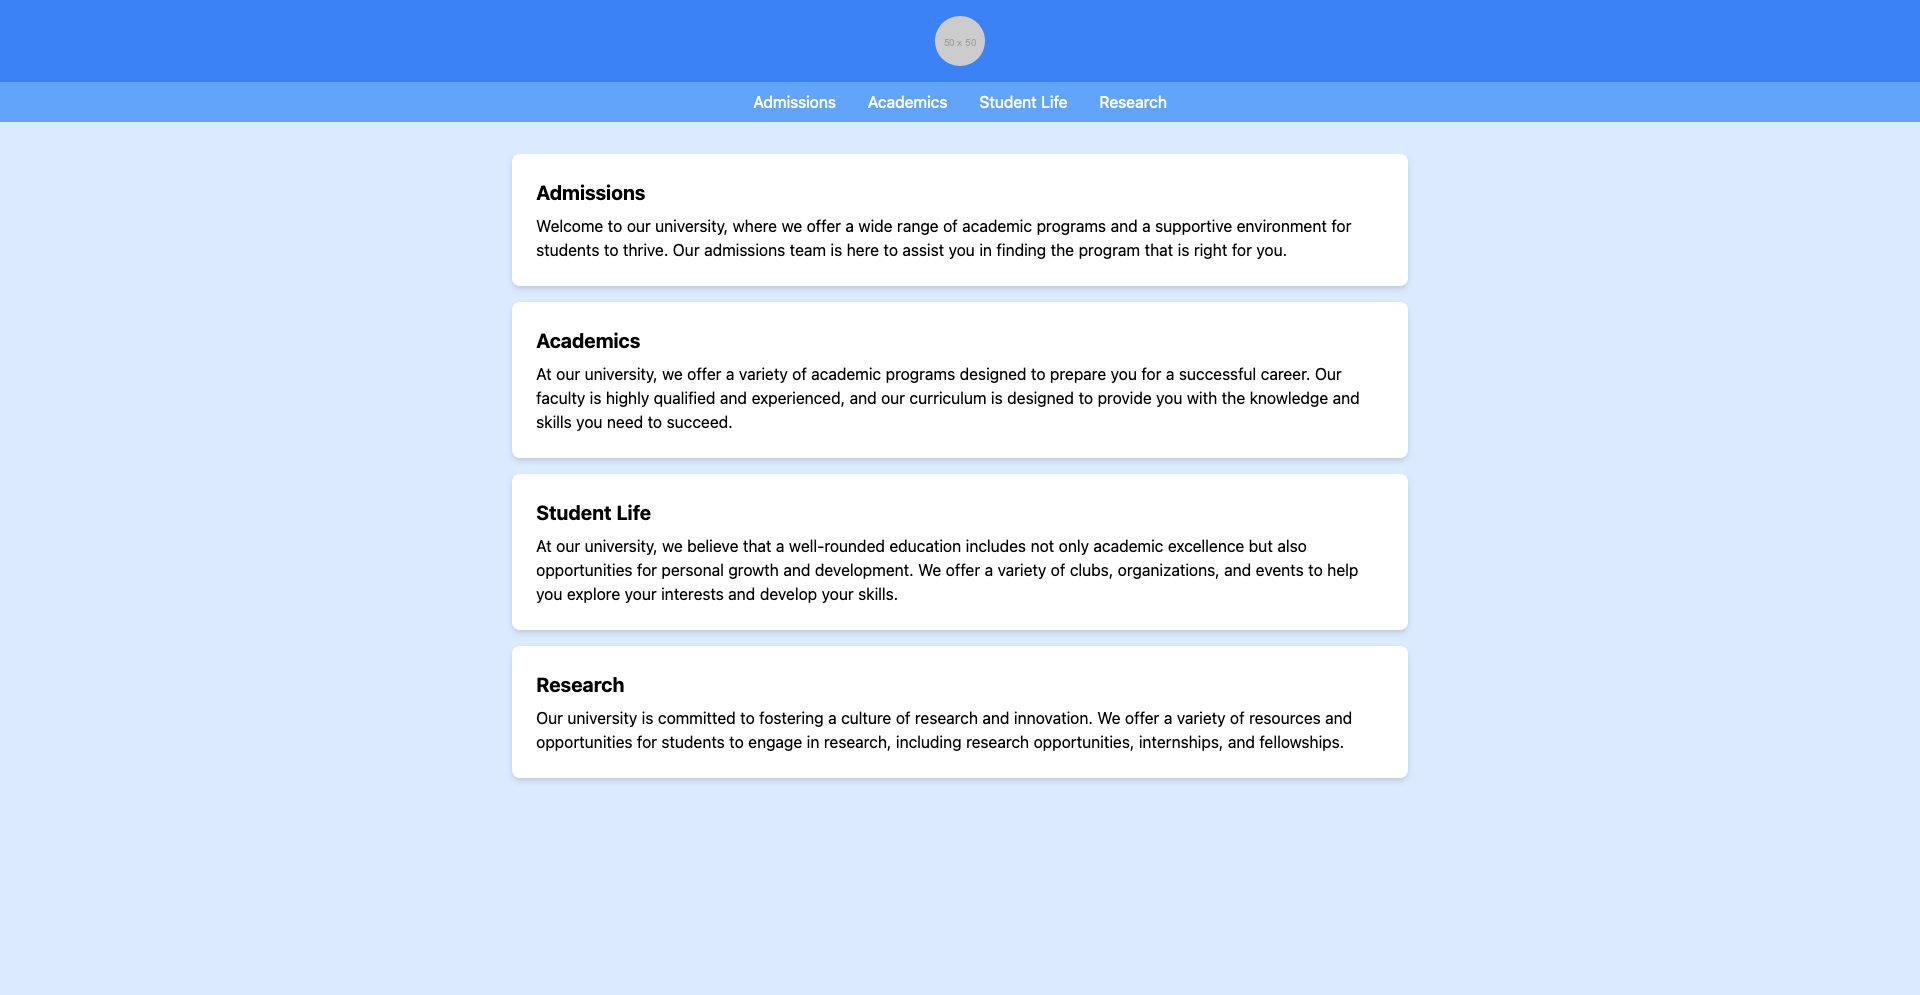 50 x 50
Admissions Academics Student Life Research
Admissions
Welcome to our university, where we offer a wide range of academic programs and a supportive environment for
students to thrive. Our admissions team is here to assist you in finding the program that is right for you.
Academics
At our university, we offer a variety of academic programs designed to prepare you for a successful career. Our
faculty is highly qualified and experienced, and our curriculum is designed to provide you with the knowledge and
skills you need to succeed.
Student Life
At our university, we believe that a well-rounded education includes not only academic excellence but also
opportunities for personal growth and development. We offer a variety of clubs, organizations, and events to help
you explore your interests and develop your skills.
Research
Our university is committed to fostering a culture of research and innovation. We offer a variety of resources and
opportunities for students to engage in research, including research opportunities, internships, and fellowships.